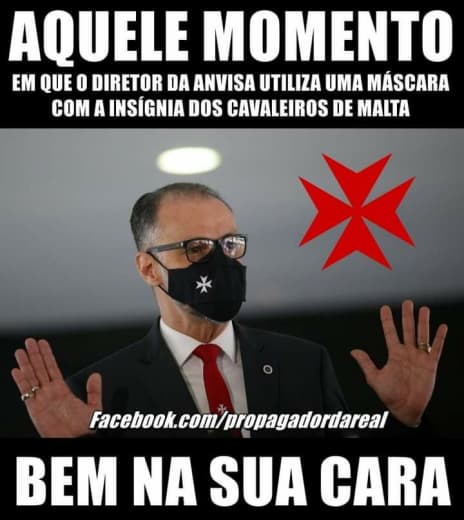 AQUELE MOMENTO
EM QUE O DIRETOR DA ANVISA UTILIZA UMA MÁSCARA
COM A INSÍGNIA DOS CAVALEIROS DE MALTA
Facebook.com/propagadordareal
BEM NA SUA CARA